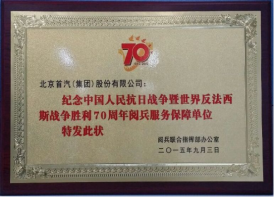 70
北京首汽(集团)股份有限公司：
纪念中国人民抗日战争暨世界反法西
斯战争胜利70周年阅兵服务保障单位
特发此状
阅兵联合指挥部办公室
二〇一五年九月三日